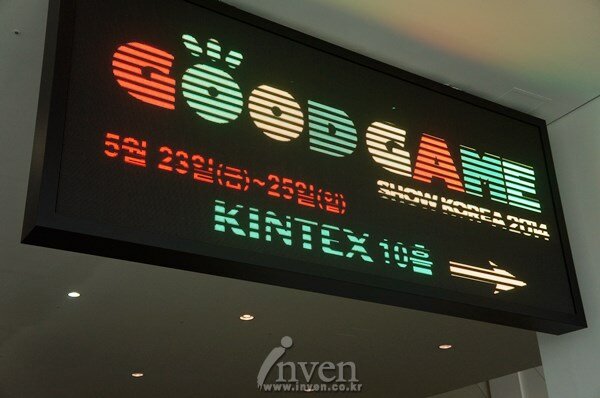 GOOD GAME
SHOW KOREA 2014
5월 23일(금)~25일(일)
KINTEX 10홀
inven
www.inven.co.kr